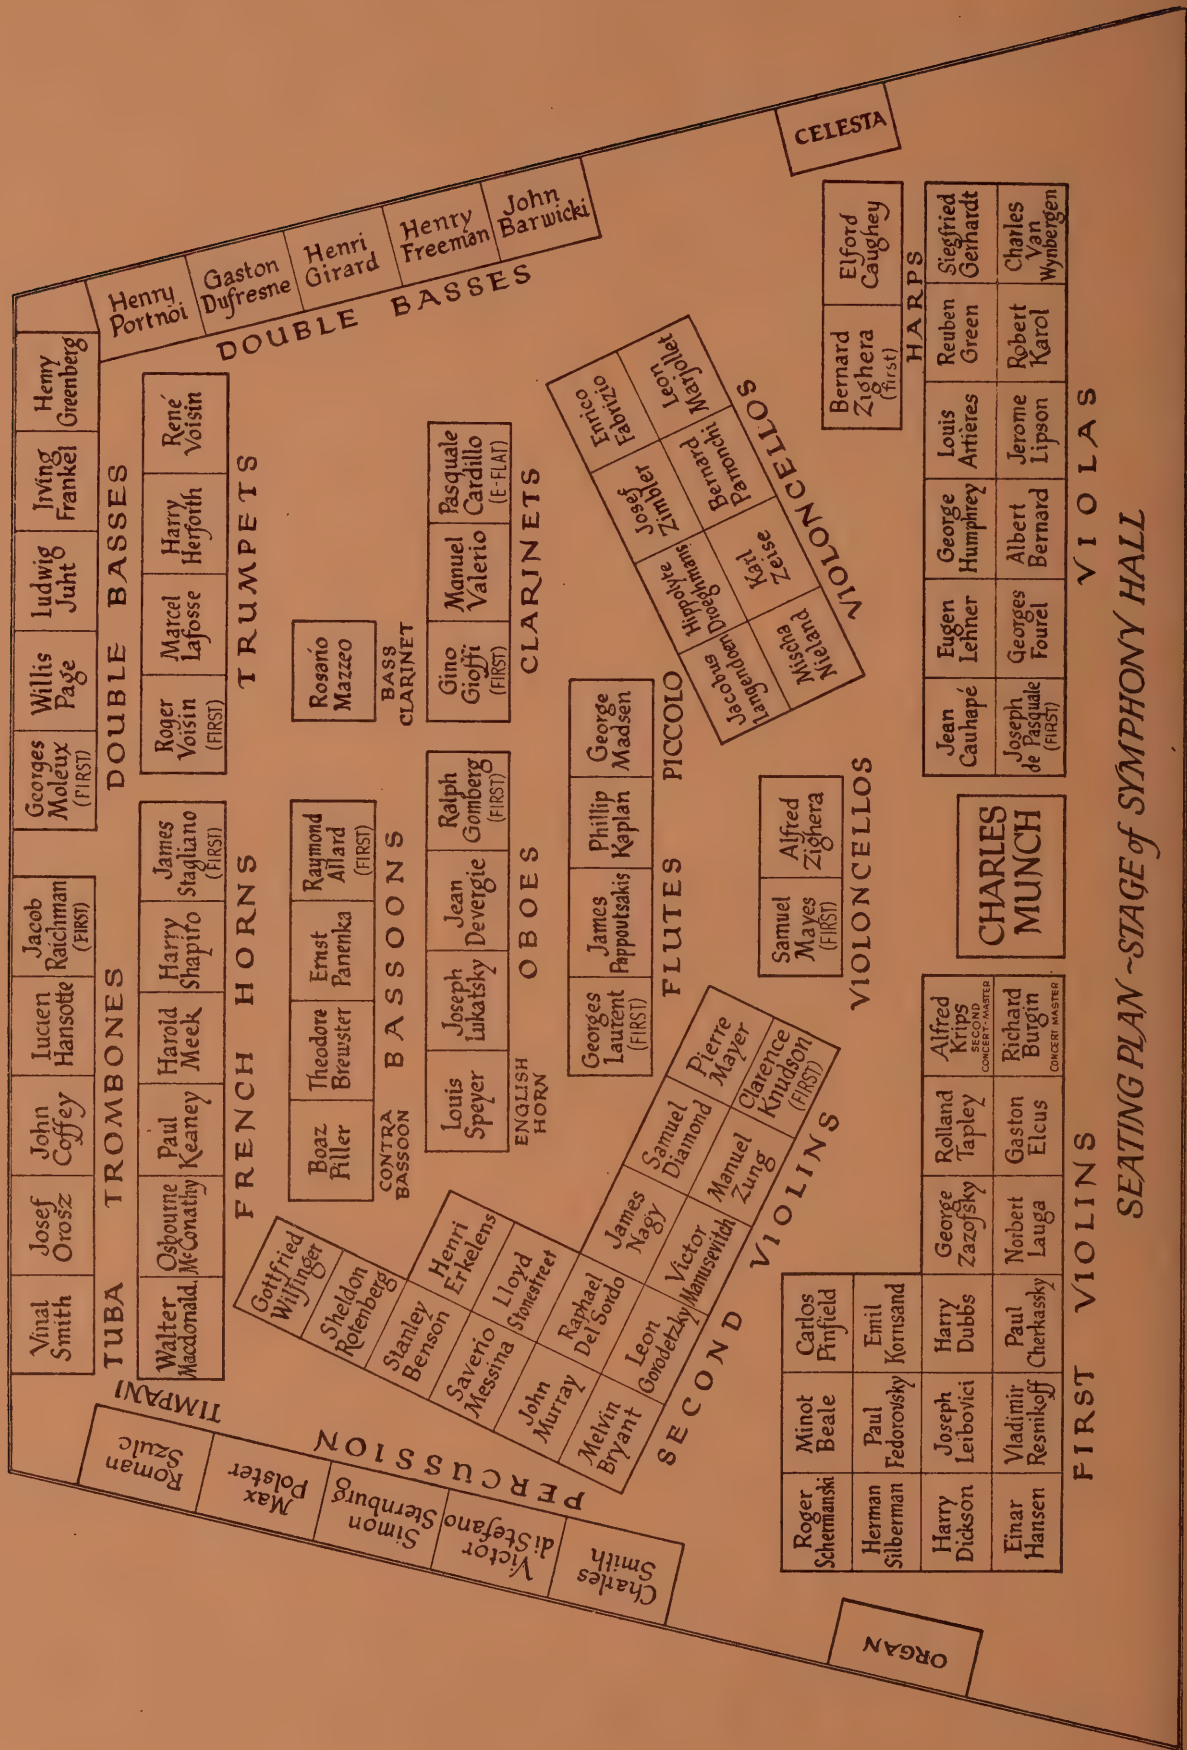 Vinal
Smith
Josef
Orosz
John
Coffey
Lucien
Hansotte
Jacob
Raichman
(FIRST)
TUBA TROMBONES
Georges
Moleux
(FIRST)
Willis
Page
Ludwig
Juht
Irving
Frankel
Henry
Greenberg
DOUBLE BASSES
Henry
Portnoi
Gaston
Dufresne
Henri
Girard
Henry
Freeman
John
Barwicki
DOUBLE BASSES
Walter
Macdonald
Osbourne
McConathy
Paul
Keaney
Harold
Meek
Harry
Shapiro
James
Stagliano
(FIRST)
FRENCH HORNS
Roger
Voisin
(FIRST)
Marcel
Lafosse
Harry
Herforth
René
Voisin
TRUMPETS
TIMPANI
Roman
Szulc
Max
Polster
Simon
Sternburg
Victor
di Stefano
Charles
Smith
PERCUSSION
Boaz
Piller
Theodore
Brewster
Ernst
Panenka
Raymond
Allard
(FIRST)
CONTRA
BASSOON
BASSOONS
Rosario
Mazzeo
BASS
CLARINET
Louis
Speyer
Joseph
Lukatsky
Jean
Devergie
Ralph
Gomberg
(FIRST)
ENGLISH
HORN
OBOES
Gino
Cioffi
(FIRST)
Manuel
Valerio
Pasquale
Cardillo
(E-FLAT)
CLARINETS
Georges
Laurent
(FIRST)
James
Pappoutsakis
Phillip
Kaplan
George
Madsen
FLUTES PICCOLO
Gottfried
Wilfinger
Sheldon
Rotenberg
Stanley
Benson
Henri
Erkelens
Saverio
Messina
Lloyd
Stonestreet
John
Murray
Raphael
Del Sordo
James
Nagy
Samuel
Diamond
Pierre
Mayer
Melvin
Bryant
Leon
Gorodetzky
Victor
Manusevitch
Manuel
Zung
Clarence
Knudson
(FIRST)
SECOND VIOLINS
Jacobus
Langendoen
Hippolyte
Droeghmans
Josef
Zimbler
Enrico
Fabrizio
Mischa
Nieland
Karl
Zeise
Bernard
Parronchi
Leon
Marjollet
VIOLONCELLOS
Samuel
Mayes
(FIRST)
Alfred
Zighera
VIOLONCELLOS
CELESTA
Bernard
Zighera
(first)
Elford
Caughey
HARPS
Roger
Schermanski
Minot
Beale
Carlos
Pinfield
Herman
Silberman
Paul
Fedorovsky
Emil
Kornsand
Harry
Dickson
Joseph
Leibovici
Harry
Dubbs
George
Zazofsky
Rolland
Tapley
Alfred
Krips
SECOND
CONCERT-MASTER
Einar
Hansen
Vladimir
Resnikoff
Paul
Cherkassky
Norbert
Lauga
Gaston
Elcus
Richard
Burgin
CONCERT MASTER
FIRST VIOLINS
CHARLES
MUNCH
Jean
Cauhapé
Eugen
Lehner
George
Humphrey
Louis
Artieres
Reuben
Green
Siegfried
Gerhardt
Joseph
de Pasquale
(FIRST)
Georges
Fourel
Albert
Bernard
Jerome
Lipson
Robert
Karol
Charles
Van
Wynbergen
VIOLAS
ORGAN
SEATING PLAN ~ STAGE of SYMPHONY HALL